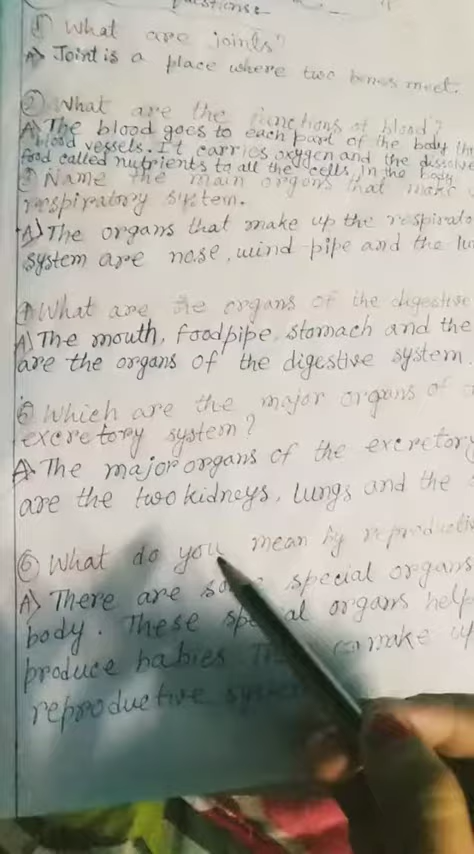 Questions
① What are joints?
A) Joint is a place where two bones meet.
② What are the functions of blood?
A) The blood goes to each part of the body
blood vessels. It carries oxygen and the
food called nutrients to all the cells in the body
③ Name the main organs that make
respiratory system.
A) The organs that make up the
system are nose, wind pipe and the
④ What are the organs of the digestive
A) The mouth, foodpipe, stomach and the
are the organs of the digestive system.
⑤ Which are the major organs of
excretory system?
A) The major organs of the excretory
are the two kidneys, lungs and the
⑥ What do you mean by
A) There are some special organs
body. These special organs help
produce babies. make up
reproductive system